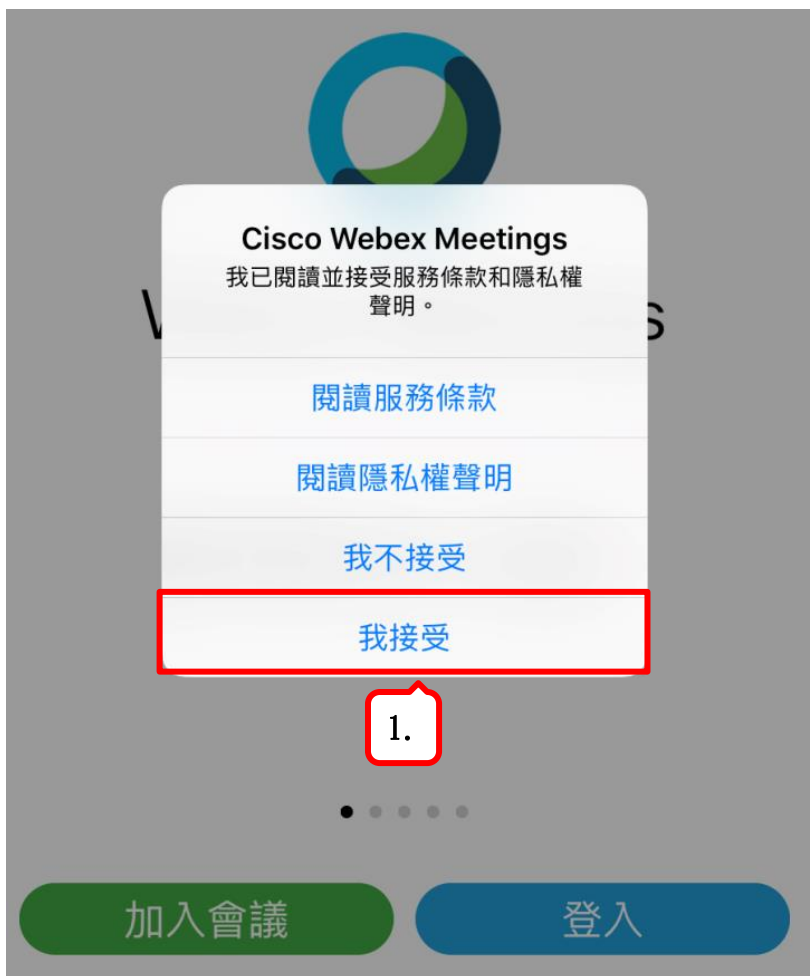 Cisco Webex Meetings
我已閱讀並接受服務條款和隱私權
聲明。
閱讀服務條款
閱讀隱私權聲明
我不接受
我接受
1.
加入會議
登入